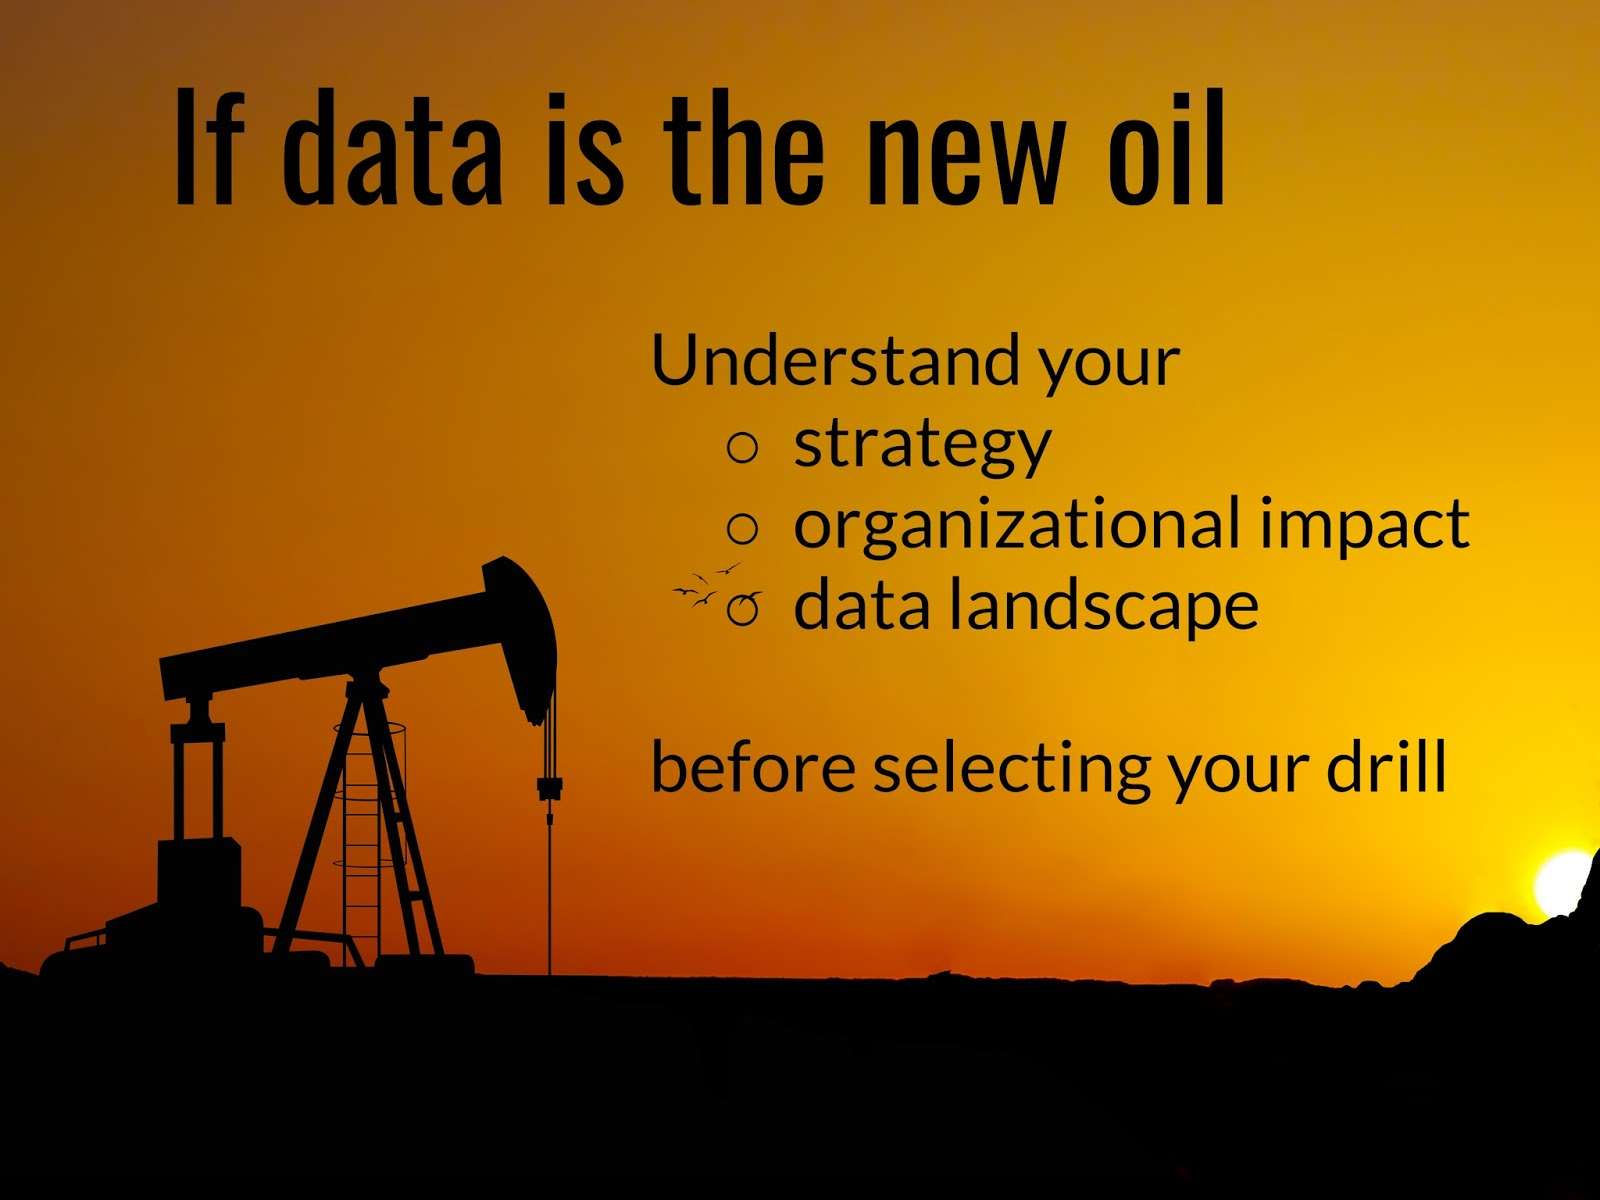 If data is the new oil
Understand your
○ strategy
○ organizational impact
○ data landscape
before selecting your drill